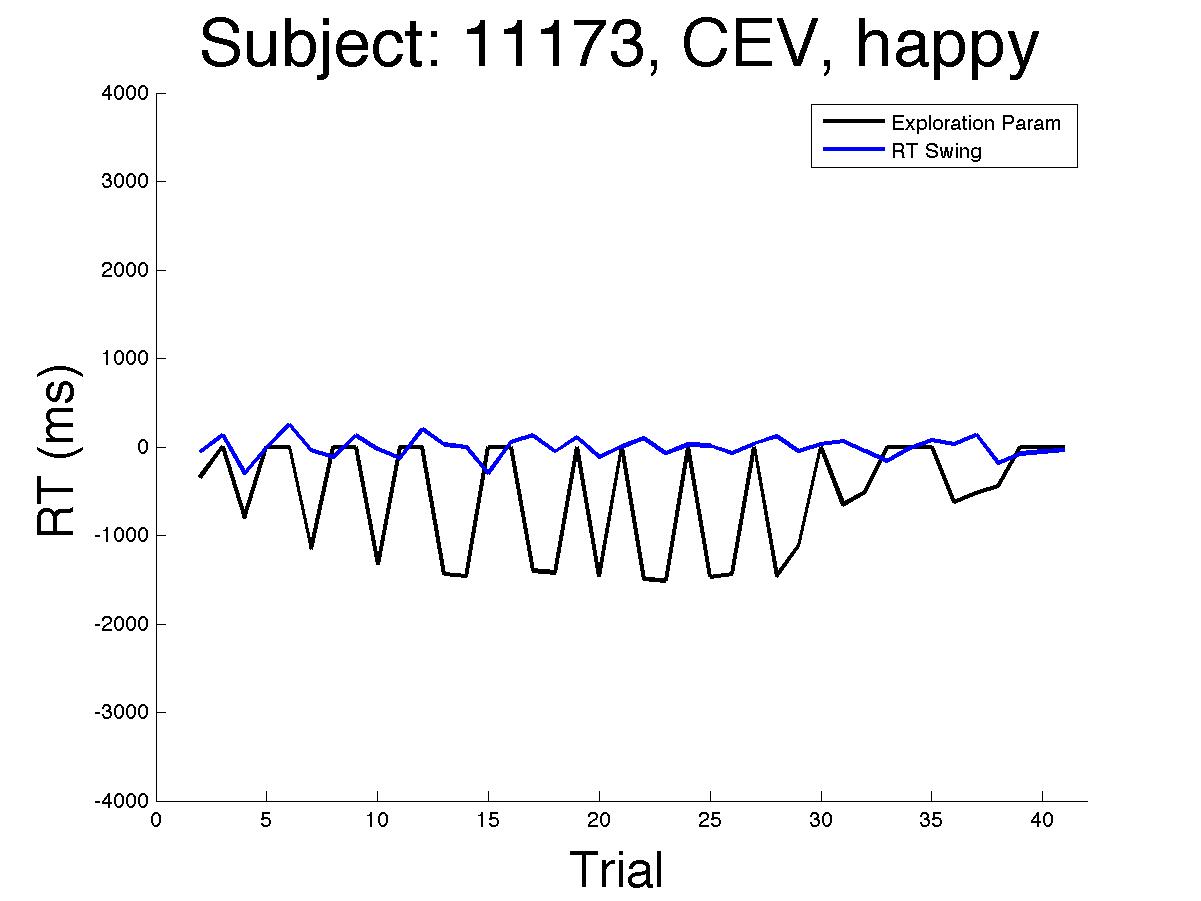 Subject: 11173, CEV, happy
4000
3000
2000
1000
0
-1000
-2000
-3000
-4000
RT (ms)
Exploration Param
RT Swing
0 5 10 15 20 25 30 35 40
Trial